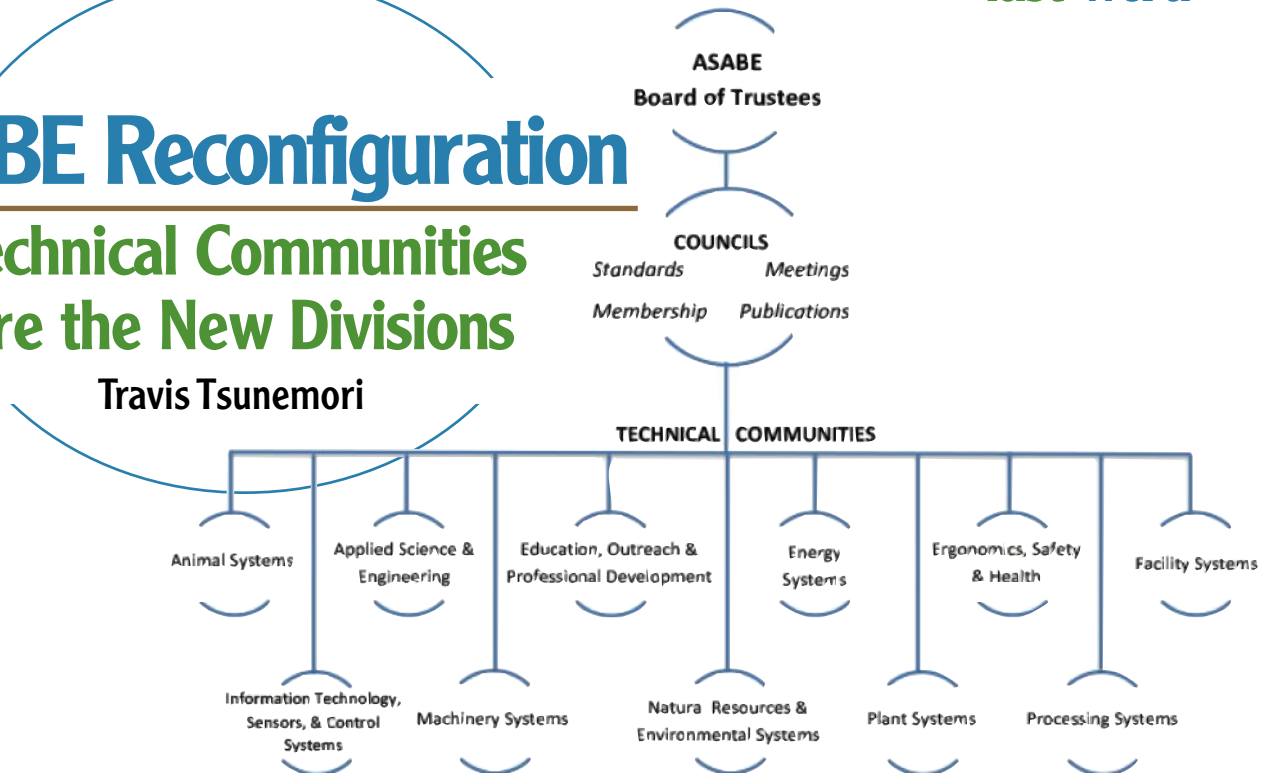 ASABE
Board of Trustees
BE Reconfiguration
COUNCILS
echnical Communities
Standards Meetings
Membership Publications
re the New Divisions
Travis Tsunemori
TECHNICAL COMMUNITIES
Animal Systems
Applied Science &
Engineering
Education, Outreach &
Professional Development
Energy
Systems
Ergonomics, Safety
& Health
Facility Systems
Information Technology,
Sensors, & Control
Systems
Machinery Systems
Natura Resources &
Environmental Systems
Plant Systems
Processing Systems